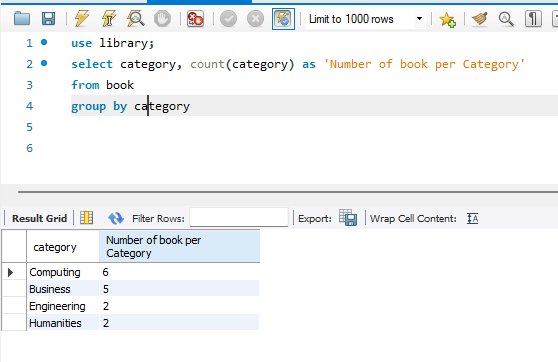 Limit to 1000 rows
1 use library;
2 select category, count(category) as 'Number of book per Category'
3 from book
4 group by category
5
6
Result Grid Filter Rows: Export: Wrap Cell Content: IA
category Number of book per Category
Computing 6
Business 5
Engineering 2
Humanities 2